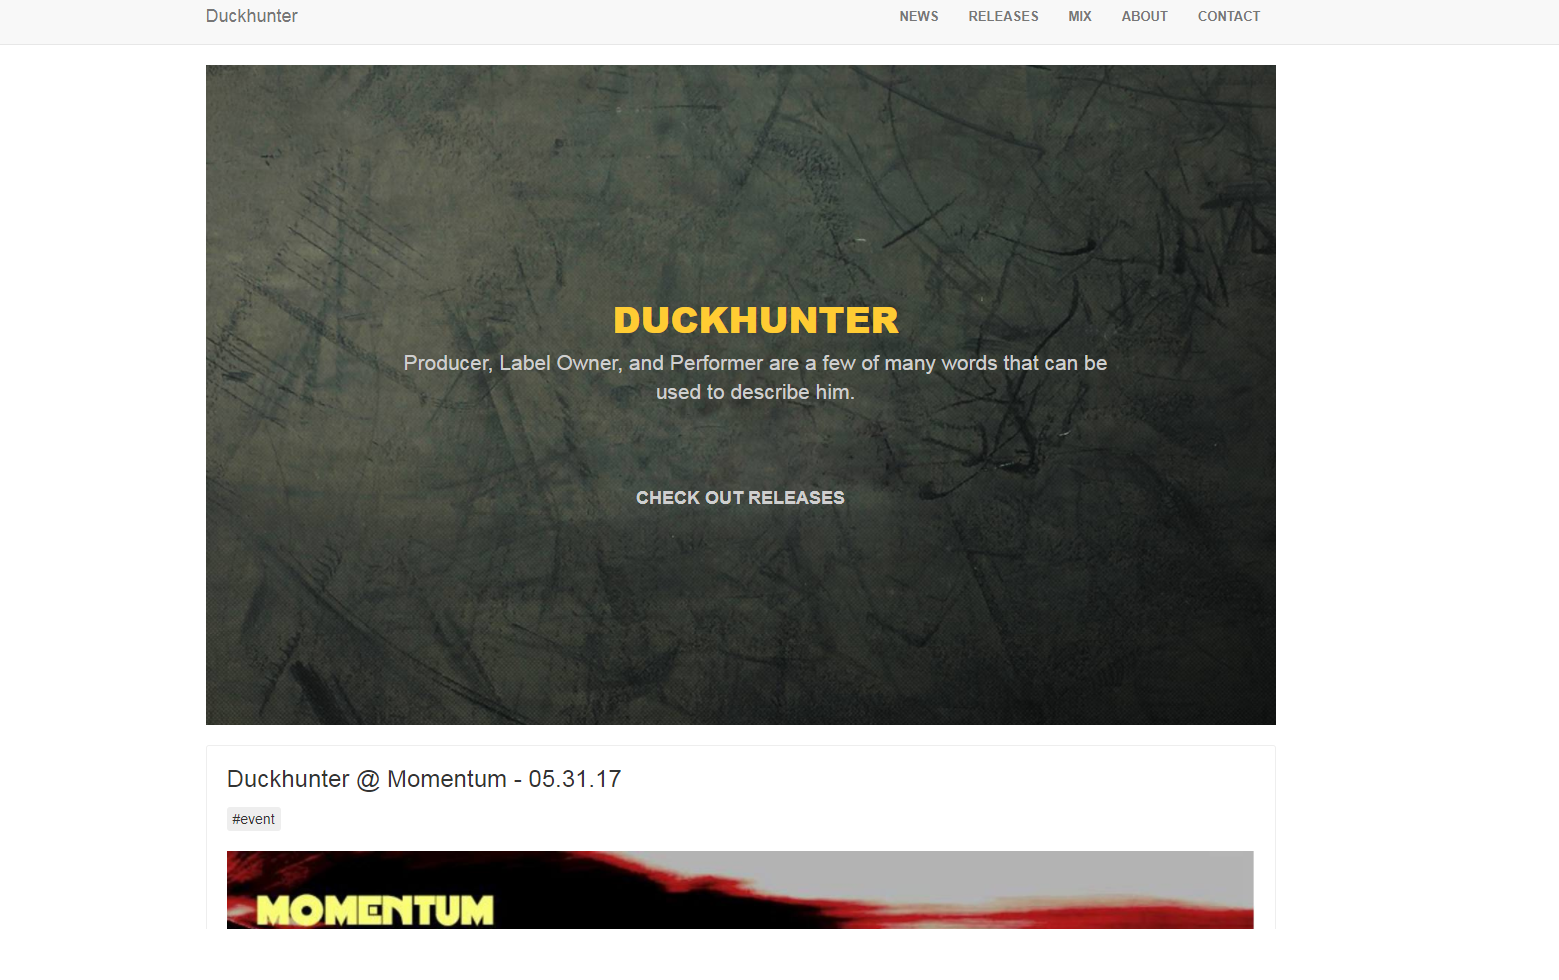 Duckhunter
NEWS RELEASES MIX ABOUT CONTACT
DUCKHUNTER
Producer, Label Owner, and Performer are a few of many words that can be
used to describe him.
CHECK OUT RELEASES
Duckhunter @ Momentum - 05.31.17
#event
MOMENTUM